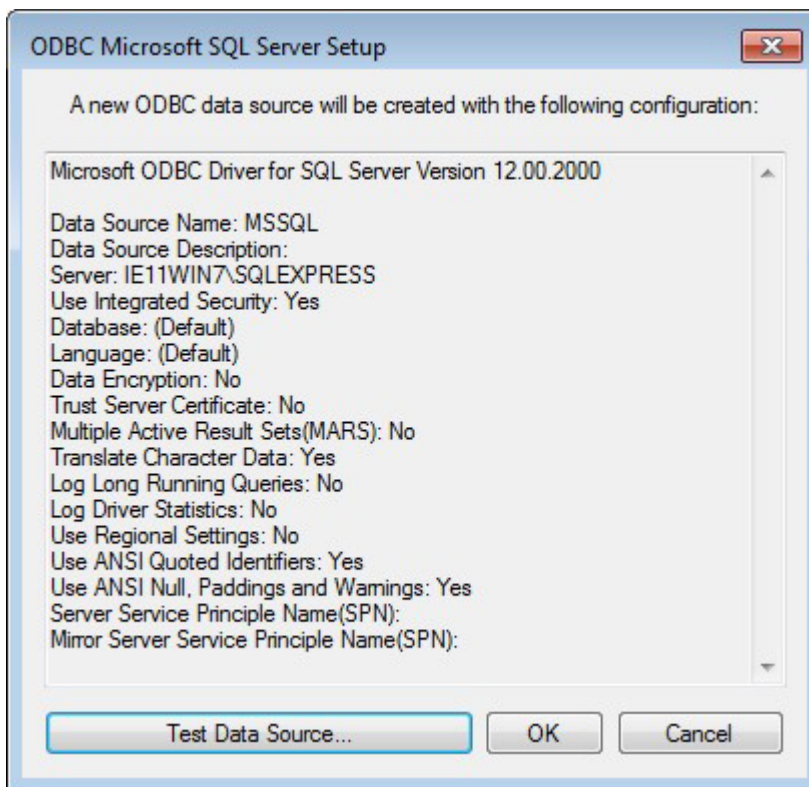 ODBC Microsoft SQL Server Setup
A new ODBC data source will be created with the following configuration:
Microsoft ODBC Driver for SQL Server Version 12.00.2000
Data Source Name: MSSQL
Data Source Description:
Server: IE11WIN7\SQLEXPRESS
Use Integrated Security: Yes
Database: (Default)
Language: (Default)
Data Encryption: No
Trust Server Certificate: No
Multiple Active Result Sets(MARS): No
Translate Character Data: Yes
Log Long Running Queries: No
Log Driver Statistics: No
Use Regional Settings: No
Use ANSI Quoted Identifiers: Yes
Use ANSI Null, Paddings and Warnings: Yes
Server Service Principle Name(SPN):
Mirror Server Service Principle Name(SPN):
Test Data Source...
OK
Cancel